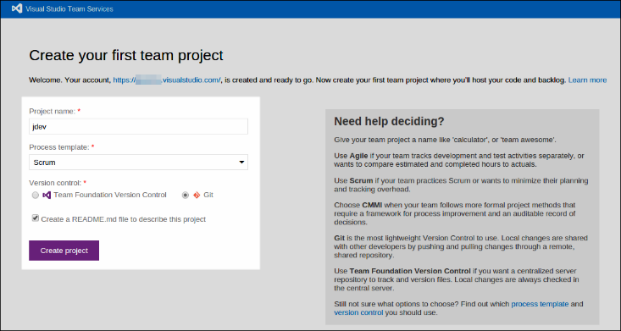 Visual Studio Team Services
Create your first team project
Welcome. Your account, https:// .visualstudio.com/, is created and ready to go. Now create your first team project where you'll host your code and backlog. Learn more
Project name: *
jdev
Process template: *
Scrum
Version control: *
Team Foundation Version Control Git
Create a README.md file to describe this project
Create project
Need help deciding?
Give your team project a name like 'calculator', or 'team awesome'.
Use Agile if your team tracks development and test activities separately, or
wants to compare estimated and completed hours to actuals.
Use Scrum if your team practices Scrum or wants to minimize their planning
and tracking overhead.
Choose CMMI when your team follows more formal project methods that
require a framework for process improvement and an auditable record of
decisions.
Git is the most lightweight Version Control to use. Local changes are shared
with other developers by pushing and pulling changes through a remote,
shared repository.
Use Team Foundation Version Control if you want a centralized server
repository to track and version files. Local changes are always checked in
the central server.
Still not sure what options to choose? Find out which process template and
version control you should use.